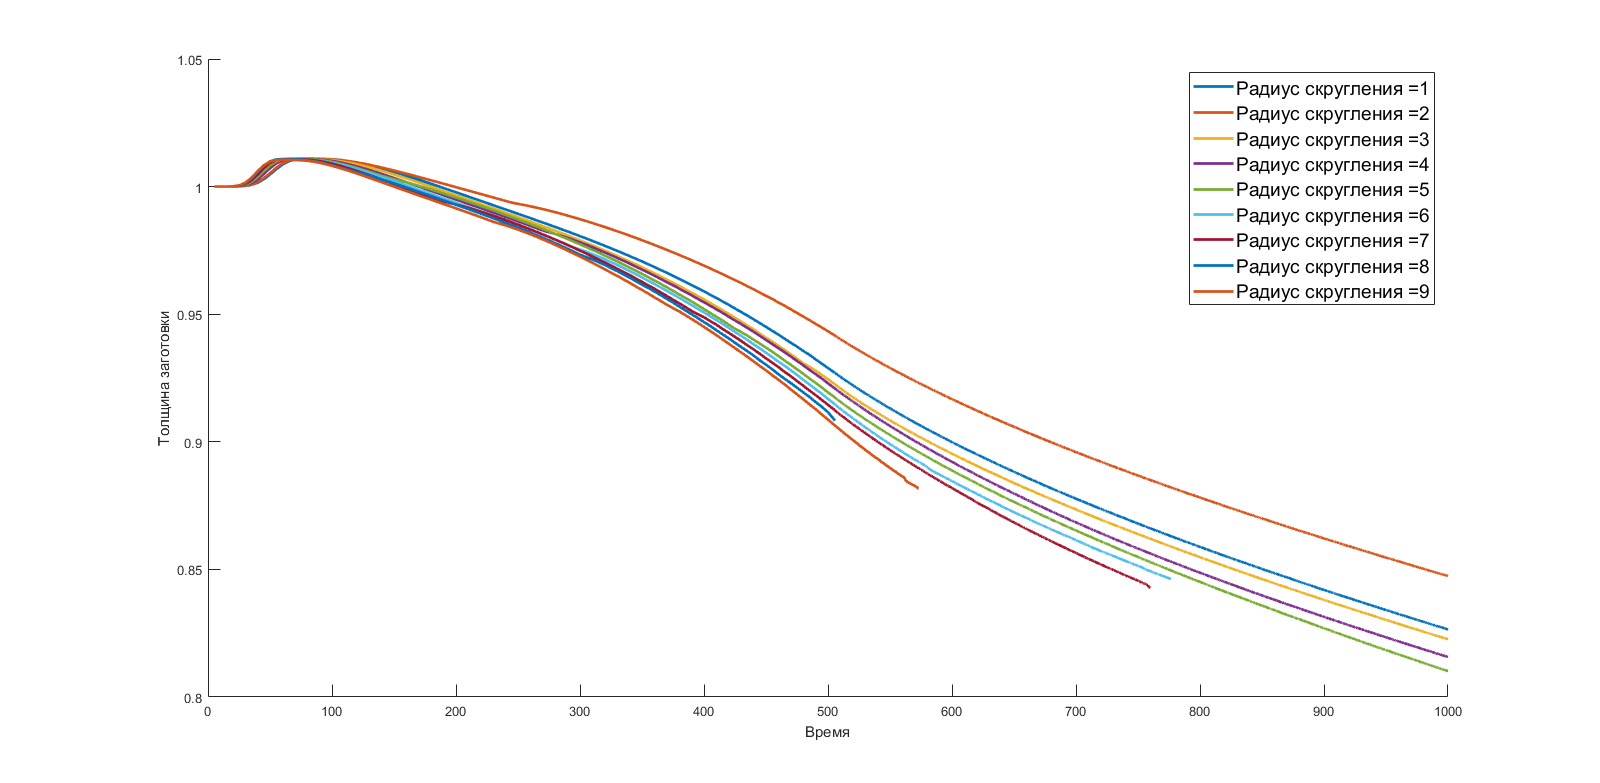 1.05
1
0.95
0.9
0.85
0.8
Толщина заготовки
0
100
200
300
400
500
600
700
800
900
1000
Время
Радиус скругления =1
Радиус скругления =2
Радиус скругления =3
Радиус скругления =4
Радиус скругления =5
Радиус скругления =6
Радиус скругления =7
Радиус скругления =8
Радиус скругления =9